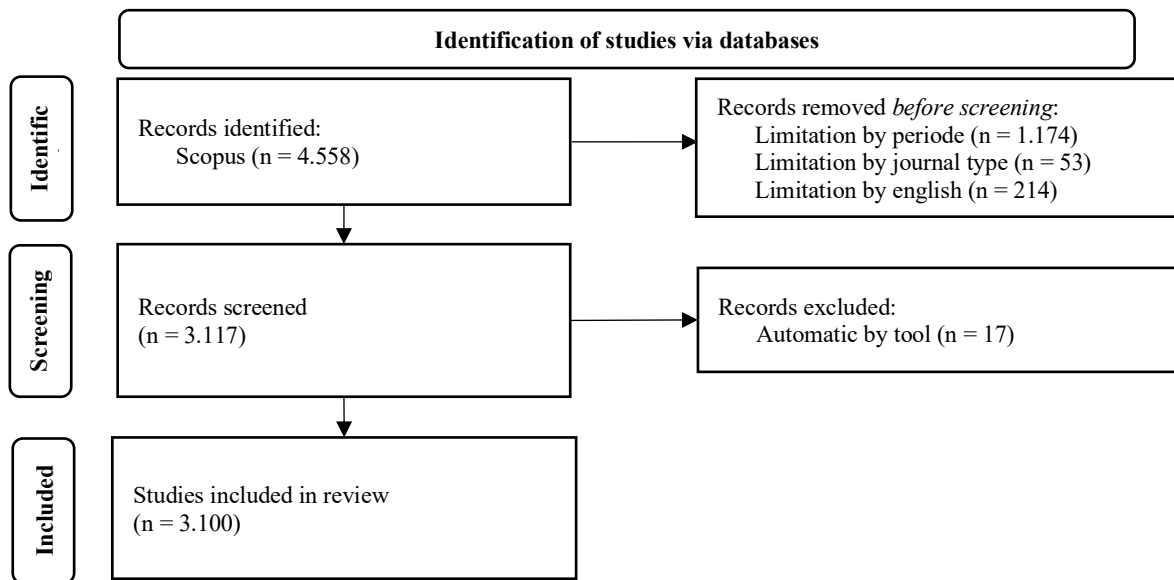 Identification of studies via databases
Identific
Records identified:
Scopus (n = 4.558)
Records removed before screening:
Limitation by periode (n = 1.174)
Limitation by journal type (n = 53)
Limitation by english (n = 214)
Screening
Records screened
(n = 3.117)
Records excluded:
Automatic by tool (n = 17)
Included
Studies included in review
(n = 3.100)